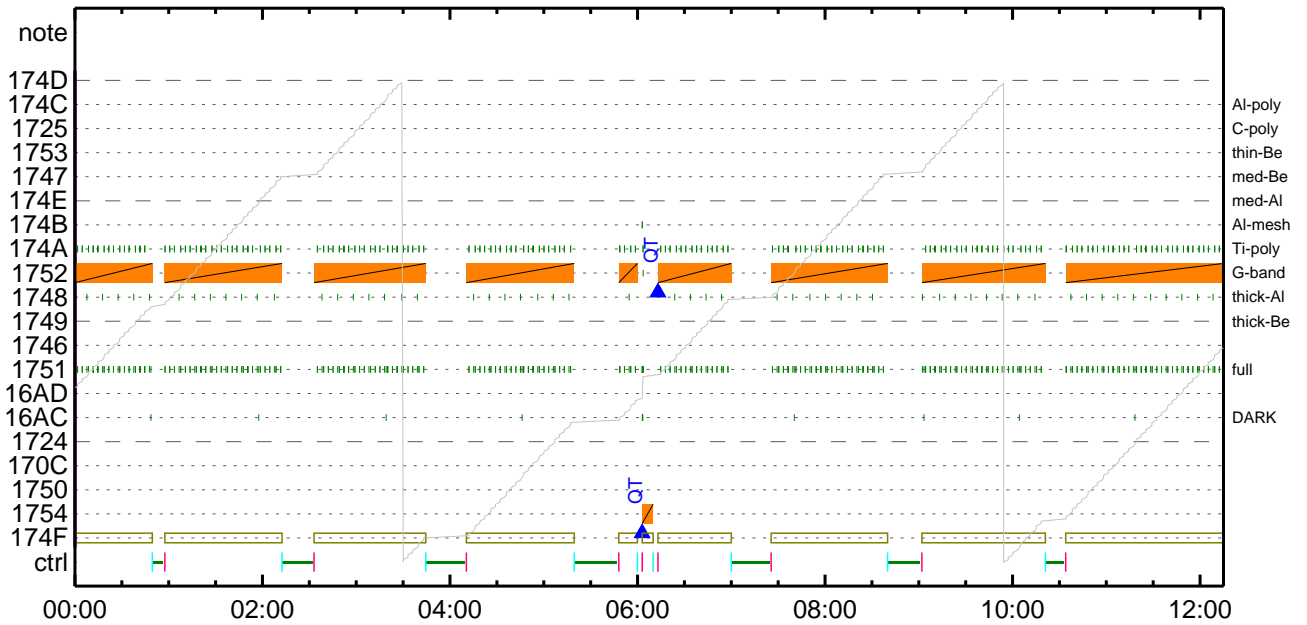 note
174D
174C Al-poly
1725 C-poly
1753 thin-Be
1747 med-Be
174E med-Al
174B Al-mesh
174A QT Ti-poly
1752 G-band
1748 thick-Al
1749 thick-Be
1746
1751 full
16AD
16AC DARK
1724
170C
1750 QT
1754
174F
ctrl
00:00 02:00 04:00 06:00 08:00 10:00 12:00